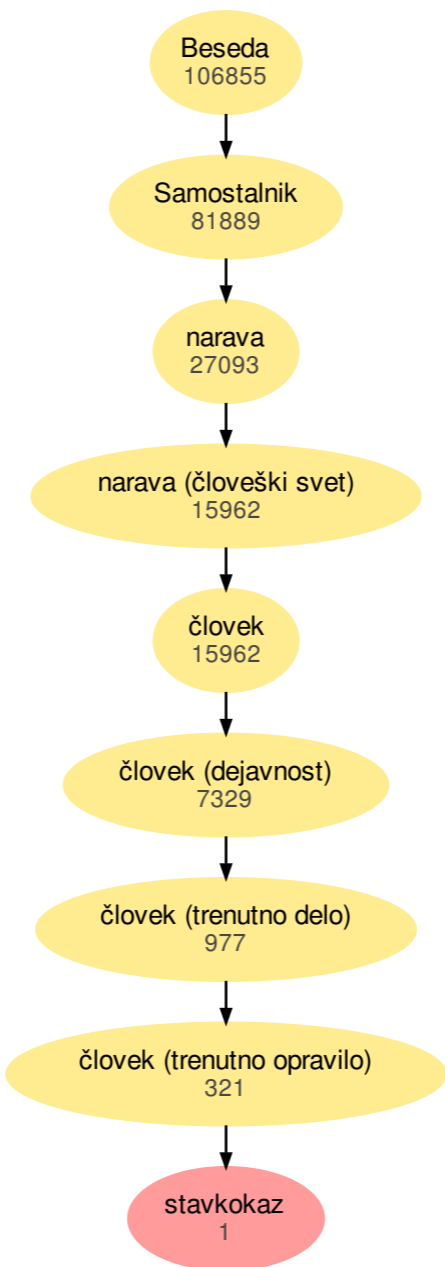 Beseda
106855
Samostalnik
81889
narava
27093
narava (človeški svet)
15962
človek
15962
človek (dejavnost)
7329
človek (trenutno delo)
977
človek (trenutno opravilo)
321
stavkokaz
1